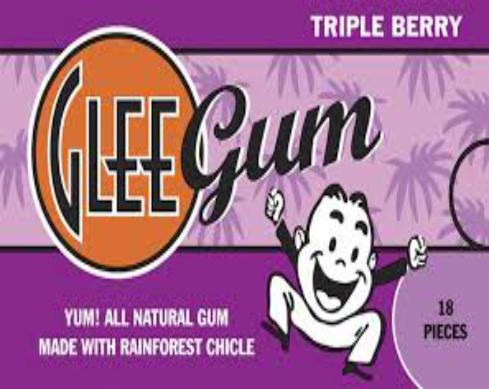 TRIPLE BERRY
GLEE Gum
YUM! ALL NATURAL GUM
MADE WITH RAINFOREST CHICLE
18
PIECES